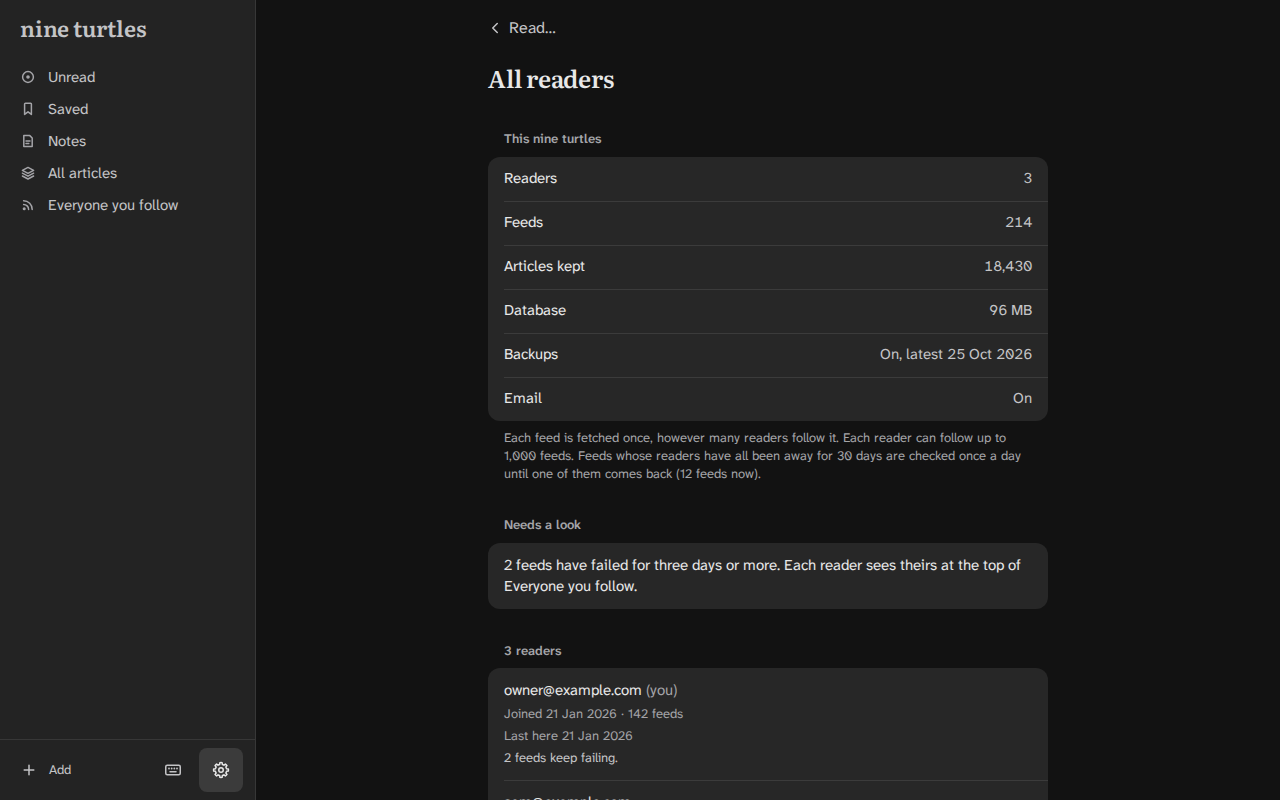 nine turtles
Unread
Saved
Notes
All articles
Everyone you follow
Add
Read...
All readers
This nine turtles
Readers 3
Feeds 214
Articles kept 18,430
Database 96 MB
Backups On, latest 25 Oct 2026
Email On
Each feed is fetched once, however many readers follow it. Each reader can follow up to
1,000 feeds. Feeds whose readers have all been away for 30 days are checked once a day
until one of them comes back (12 feeds now).
Needs a look
2 feeds have failed for three days or more. Each reader sees theirs at the top of
Everyone you follow.
3 readers
owner@example.com (you)
Joined 21 Jan 2026 · 142 feeds
Last here 21 Jan 2026
2 feeds keep failing.